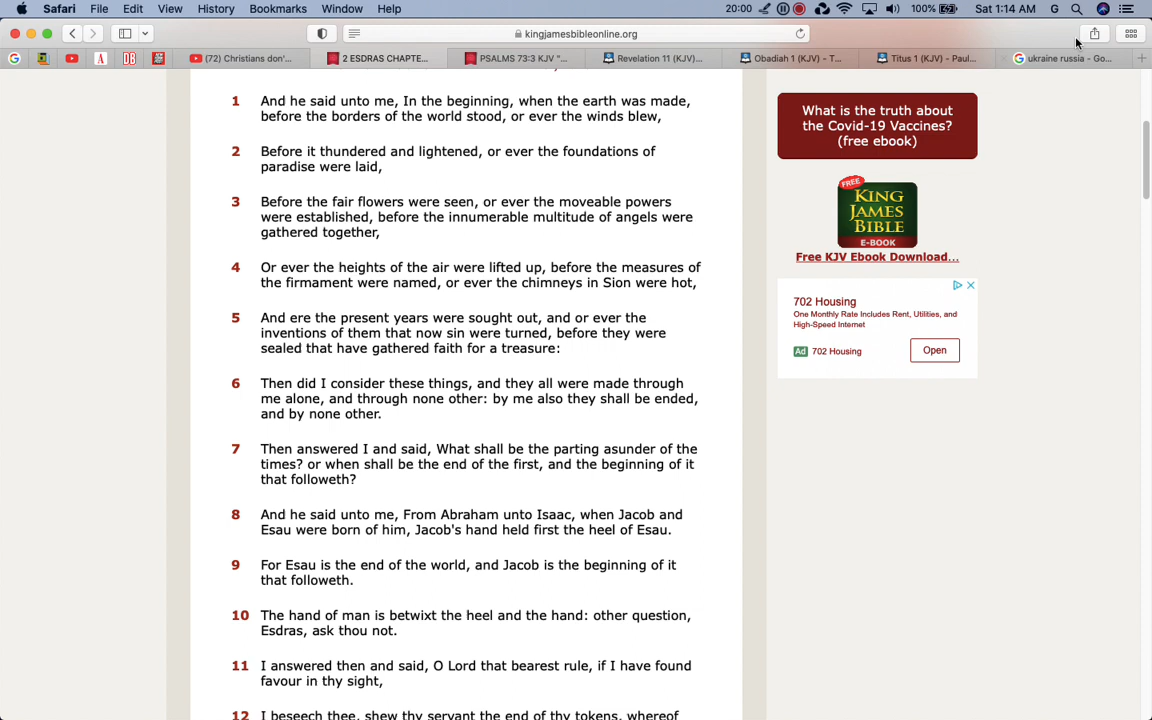 Safari File Edit View History Bookmarks Window Help 20:00 100% Sat 1:14 AM G
kingjamesbibleonline.org
(72) Christians don'... 2 ESDRAS CHAPTE... PSALMS 73:3 KJV "... Revelation 11 (KJV)... Obadiah 1 (KJV) - T... Titus 1 (KJV) - Paul... ukraine russia - Go...
1 And he said unto me, In the beginning, when the earth was made,
before the borders of the world stood, or ever the winds blew,
2 Before it thundered and lightened, or ever the foundations of
paradise were laid,
3 Before the fair flowers were seen, or ever the moveable powers
were established, before the innumerable multitude of angels were
gathered together,
4 Or ever the heights of the air were lifted up, before the measures of
the firmament were named, or ever the chimneys in Sion were hot,
5 And ere the present years were sought out, and or ever the
inventions of them that now sin were turned, before they were
sealed that have gathered faith for a treasure:
6 Then did I consider these things, and they all were made through
me alone, and through none other: by me also they shall be ended,
and by none other.
7 Then answered I and said, What shall be the parting asunder of the
times? or when shall be the end of the first, and the beginning of it
that followeth?
8 And he said unto me, From Abraham unto Isaac, when Jacob and
Esau were born of him, Jacob's hand held first the heel of Esau.
9 For Esau is the end of the world, and Jacob is the beginning of it
that followeth.
10 The hand of man is betwixt the heel and the hand: other question,
Esdras, ask thou not.
11 I answered then and said, O Lord that bearest rule, if I have found
favour in thy sight,
12 I beseech thee, shew thy servant the end of thy tokens, whereof
What is the truth about
the Covid-19 Vaccines?
(free ebook)
FREE
KING
JAMES
BIBLE
E-BOOK
Free KJV Ebook Download...
702 Housing
One Monthly Rate Includes Rent, Utilities, and
High-Speed Internet
Ad 702 Housing Open